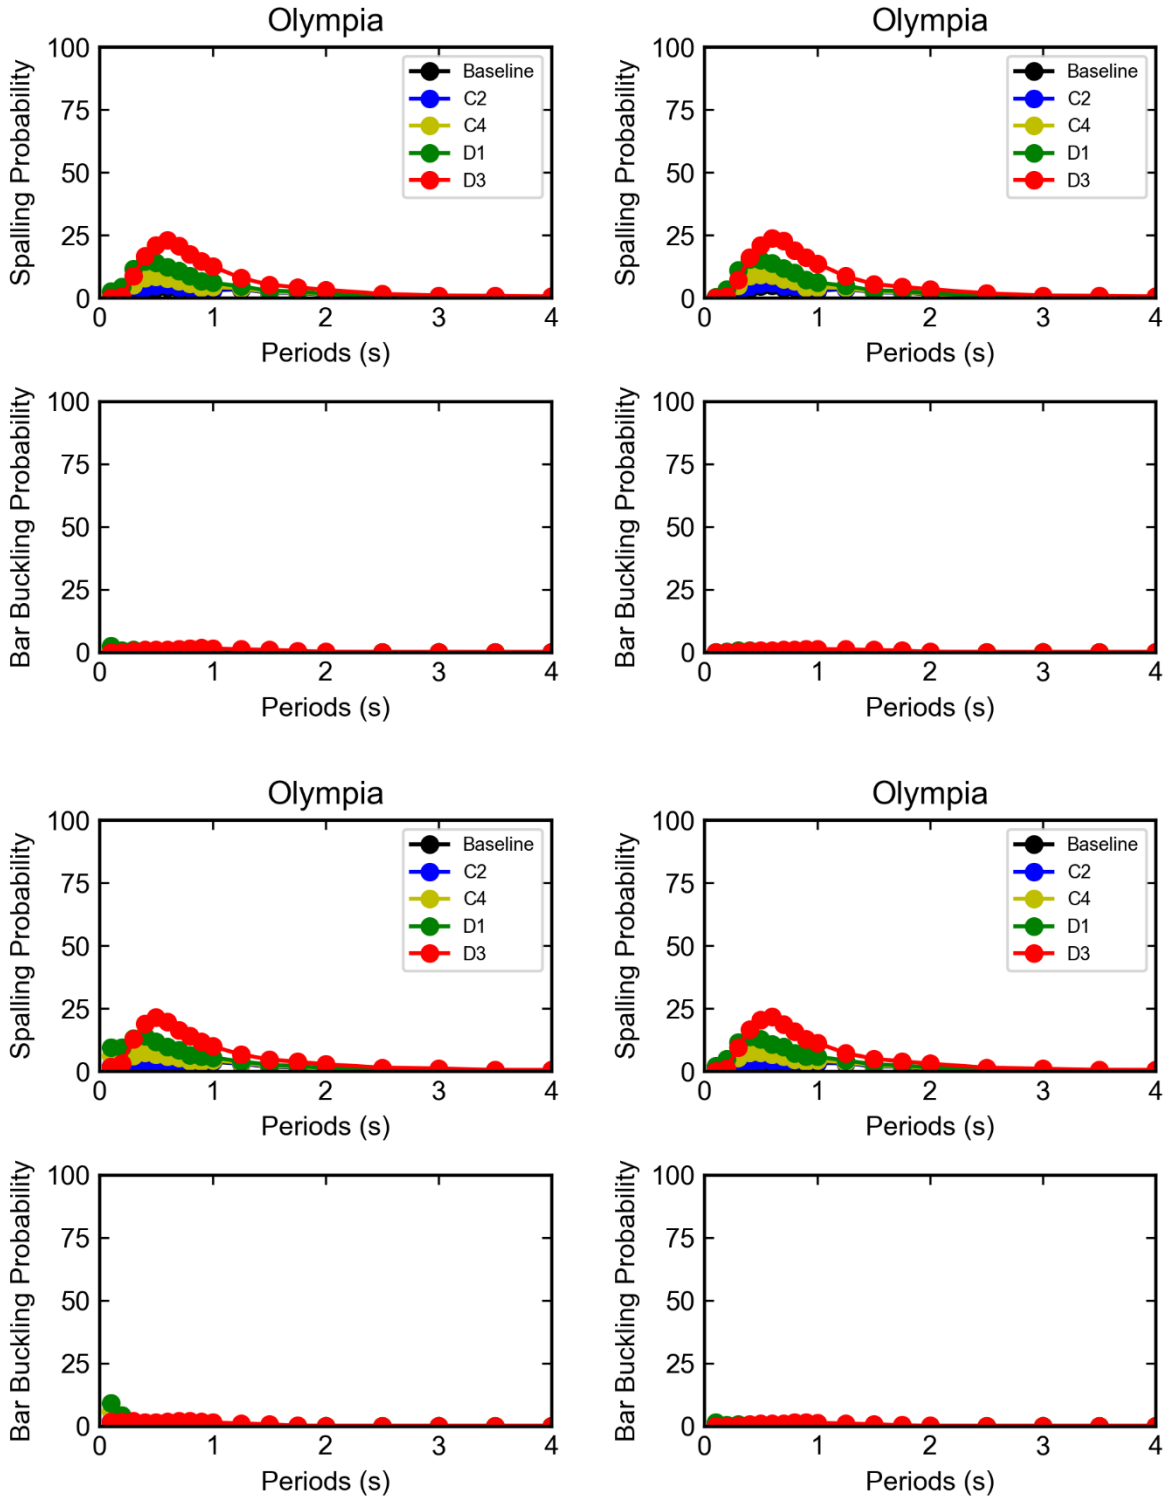 Olympia
Spalling Probability
100
75
50
25
0
Baseline
C2
C4
D1
D3
0 1 2 3 4
Periods (s)
Olympia
Spalling Probability
100
75
50
25
0
Baseline
C2
C4
D1
D3
0 1 2 3 4
Periods (s)
Bar Buckling Probability
100
75
50
25
0
0 1 2 3 4
Periods (s)
Bar Buckling Probability
100
75
50
25
0
0 1 2 3 4
Periods (s)
Olympia
Spalling Probability
100
75
50
25
0
Baseline
C2
C4
D1
D3
0 1 2 3 4
Periods (s)
Olympia
Spalling Probability
100
75
50
25
0
Baseline
C2
C4
D1
D3
0 1 2 3 4
Periods (s)
Bar Buckling Probability
100
75
50
25
0
0 1 2 3 4
Periods (s)
Bar Buckling Probability
100
75
50
25
0
0 1 2 3 4
Periods (s)